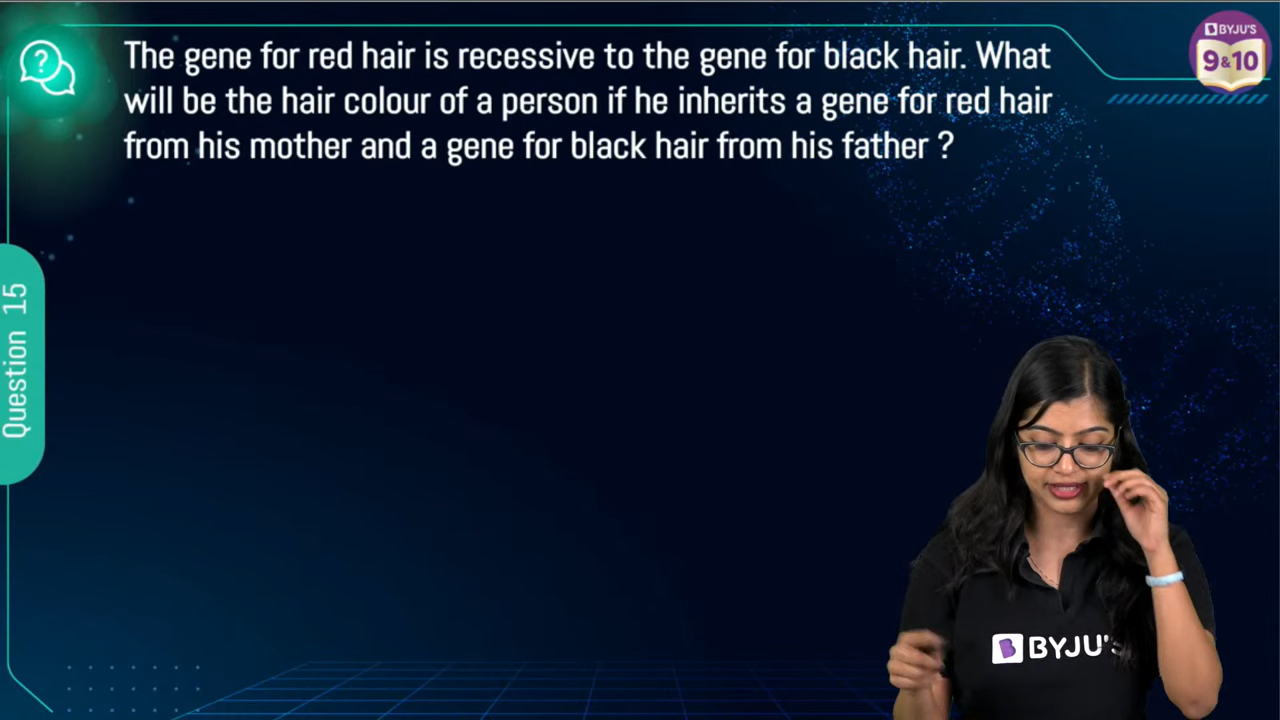 The gene for red hair is recessive to the gene for black hair. What
will be the hair colour of a person if he inherits a gene for red hair
from his mother and a gene for black hair from his father ?
BYJU'S
9&10
Question 15
BYJU'S